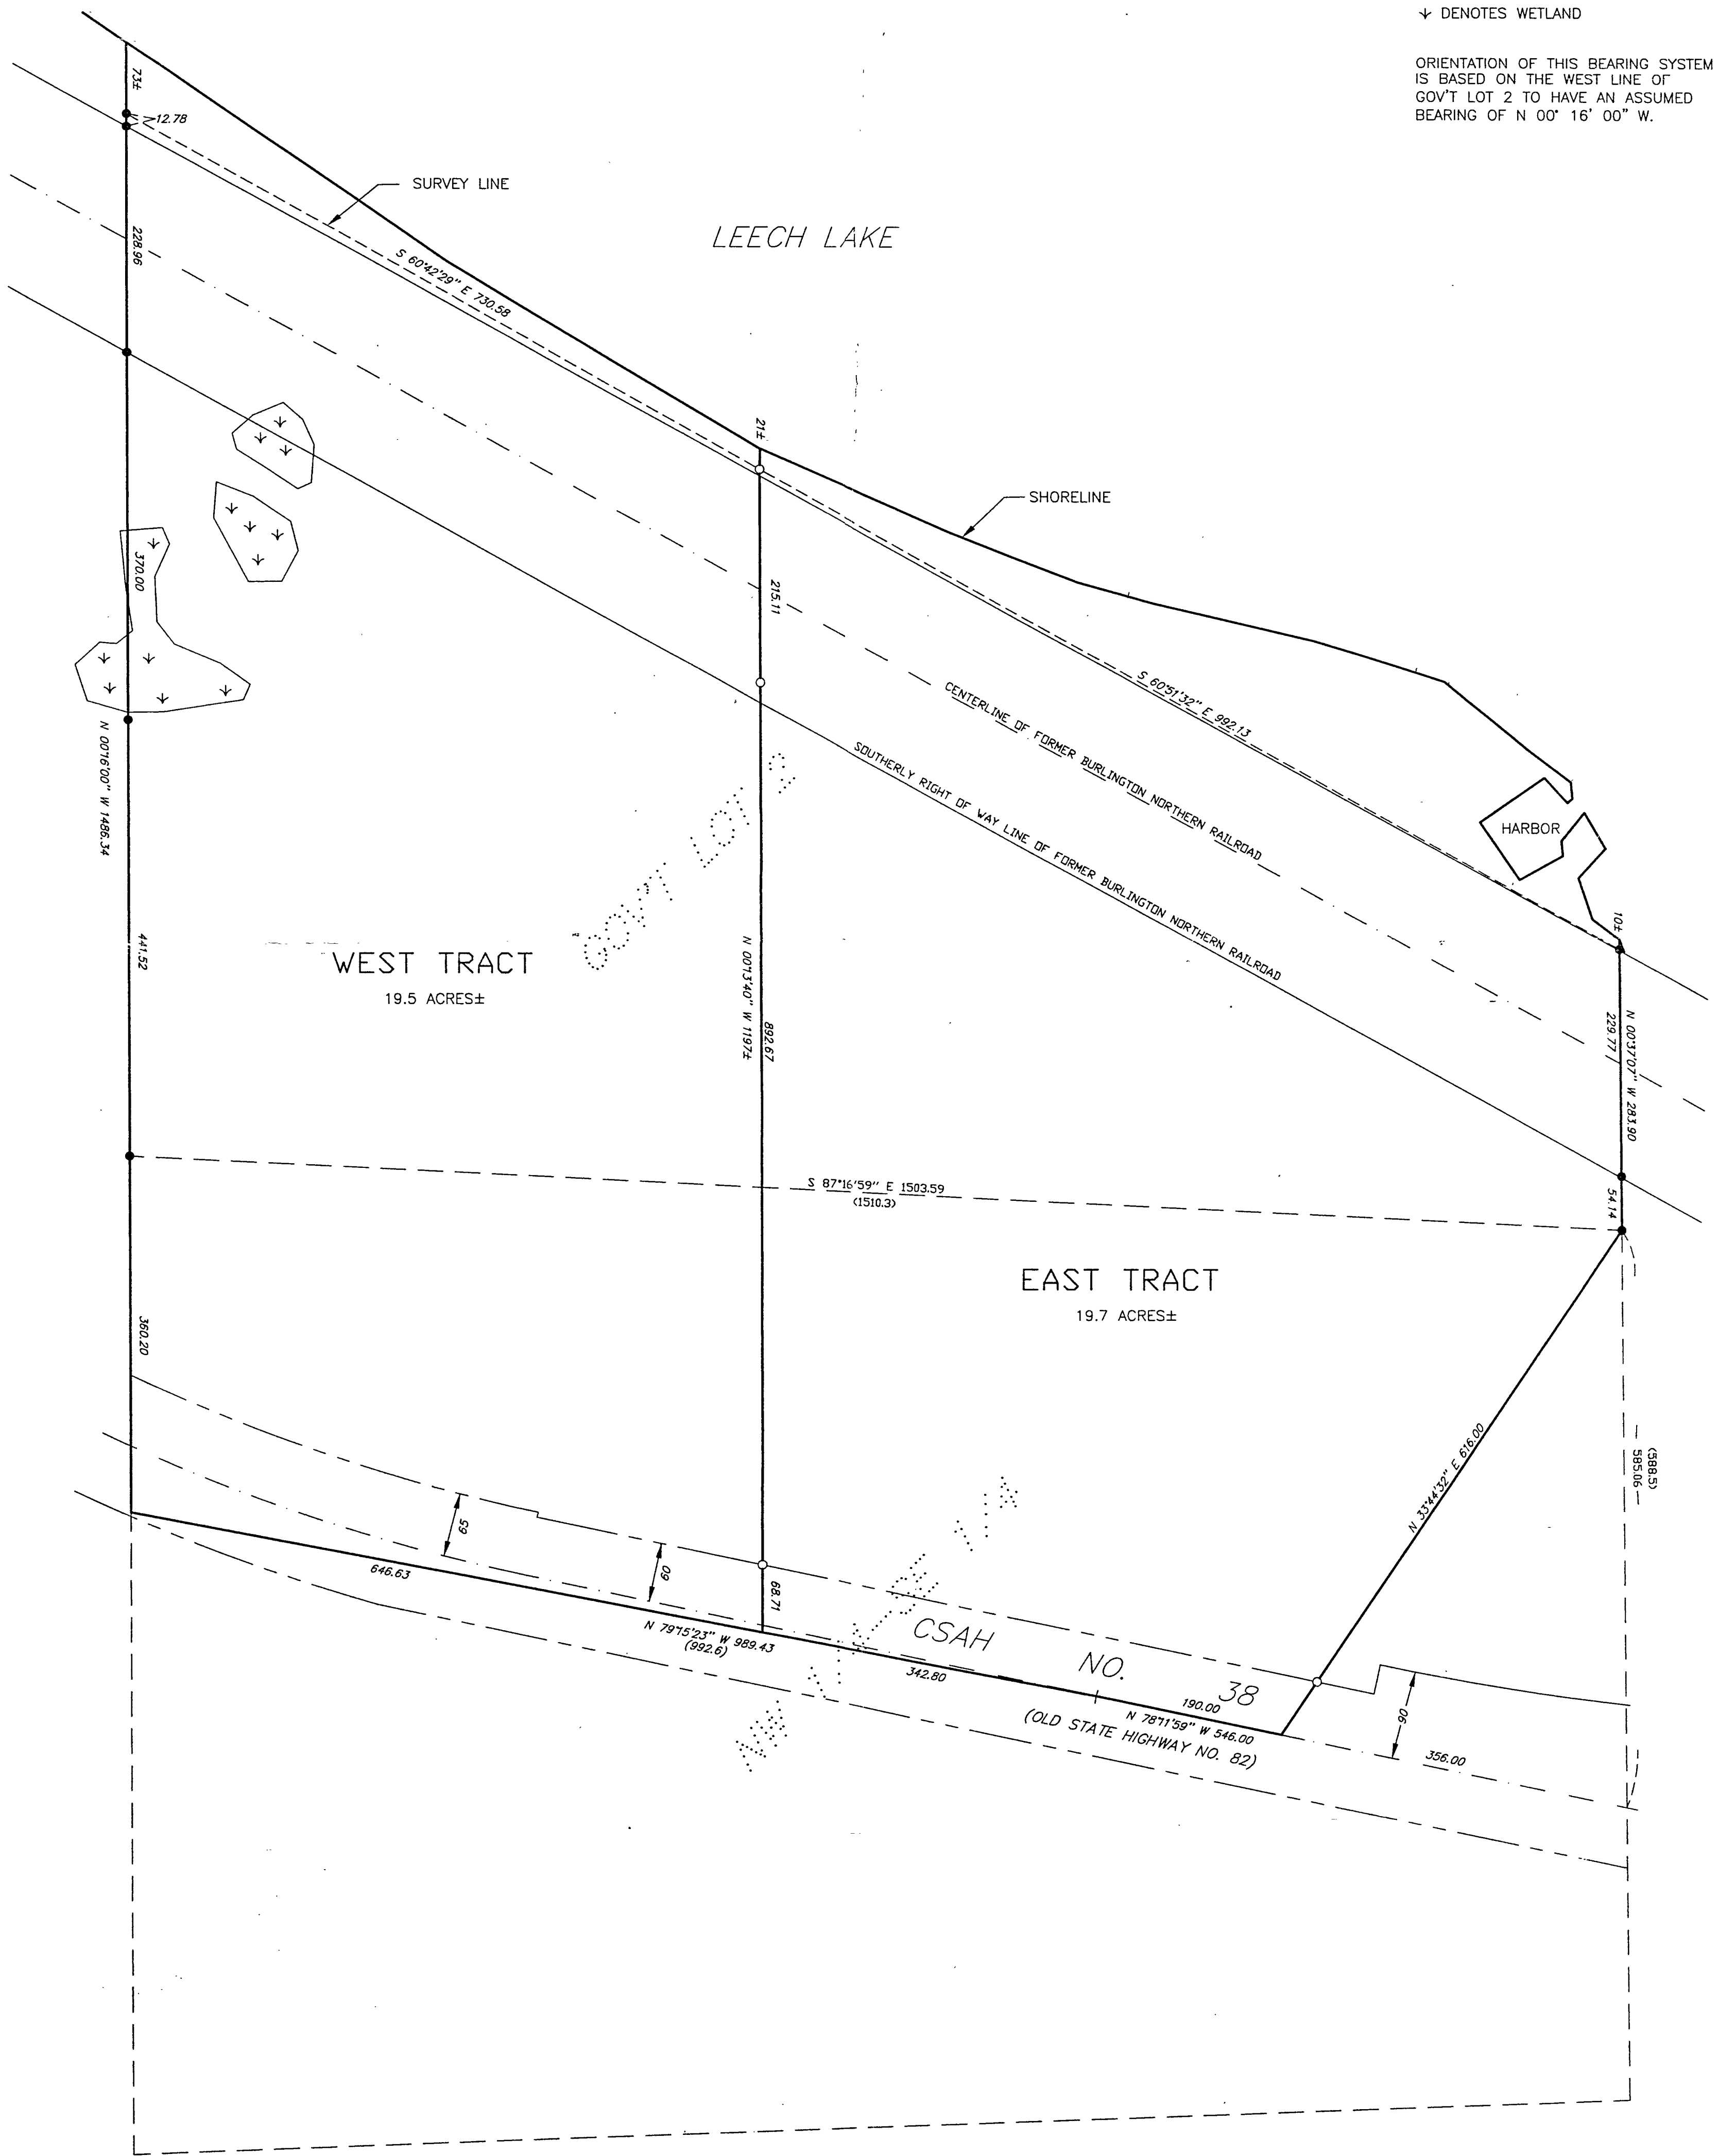 DENOTES WETLAND
ORIENTATION OF THIS BEARING SYSTEM
IS BASED ON THE WEST LINE OF
GOV'T LOT 2 TO HAVE AN ASSUMED
BEARING OF N 00° 16' 00" W.
73±
12.78
SURVEY LINE
228.96
LEECH LAKE
S 60°42'29" E 730.58
21±
SHORELINE
370.00
215.11
S 60°51'32" E 992.13
CENTERLINE OF FORMER BURLINGTON NORTHERN RAILROAD
SOUTHERLY RIGHT OF WAY LINE OF FORMER BURLINGTON NORTHERN RAILROAD
HARBOR
N 00°16'00" W 1486.34
GOVT LOT 2
10±
441.52
WEST TRACT
19.5 ACRES±
N 00°13'40" W 1197±
892.67
N 00°37'07" W 283.90
229.77
S 87°16'59" E 1503.59
(1510.3)
54.14
EAST TRACT
19.7 ACRES±
360.20
N 33°44'32" E 616.00
(588.5)
585.06
65
60
646.63
68.71
N 79°15'23" W 989.43
(992.6)
342.80
CSAH
NO.
38
190.00
N 78°11'59" W 546.00
(OLD STATE HIGHWAY NO. 82)
90
356.00